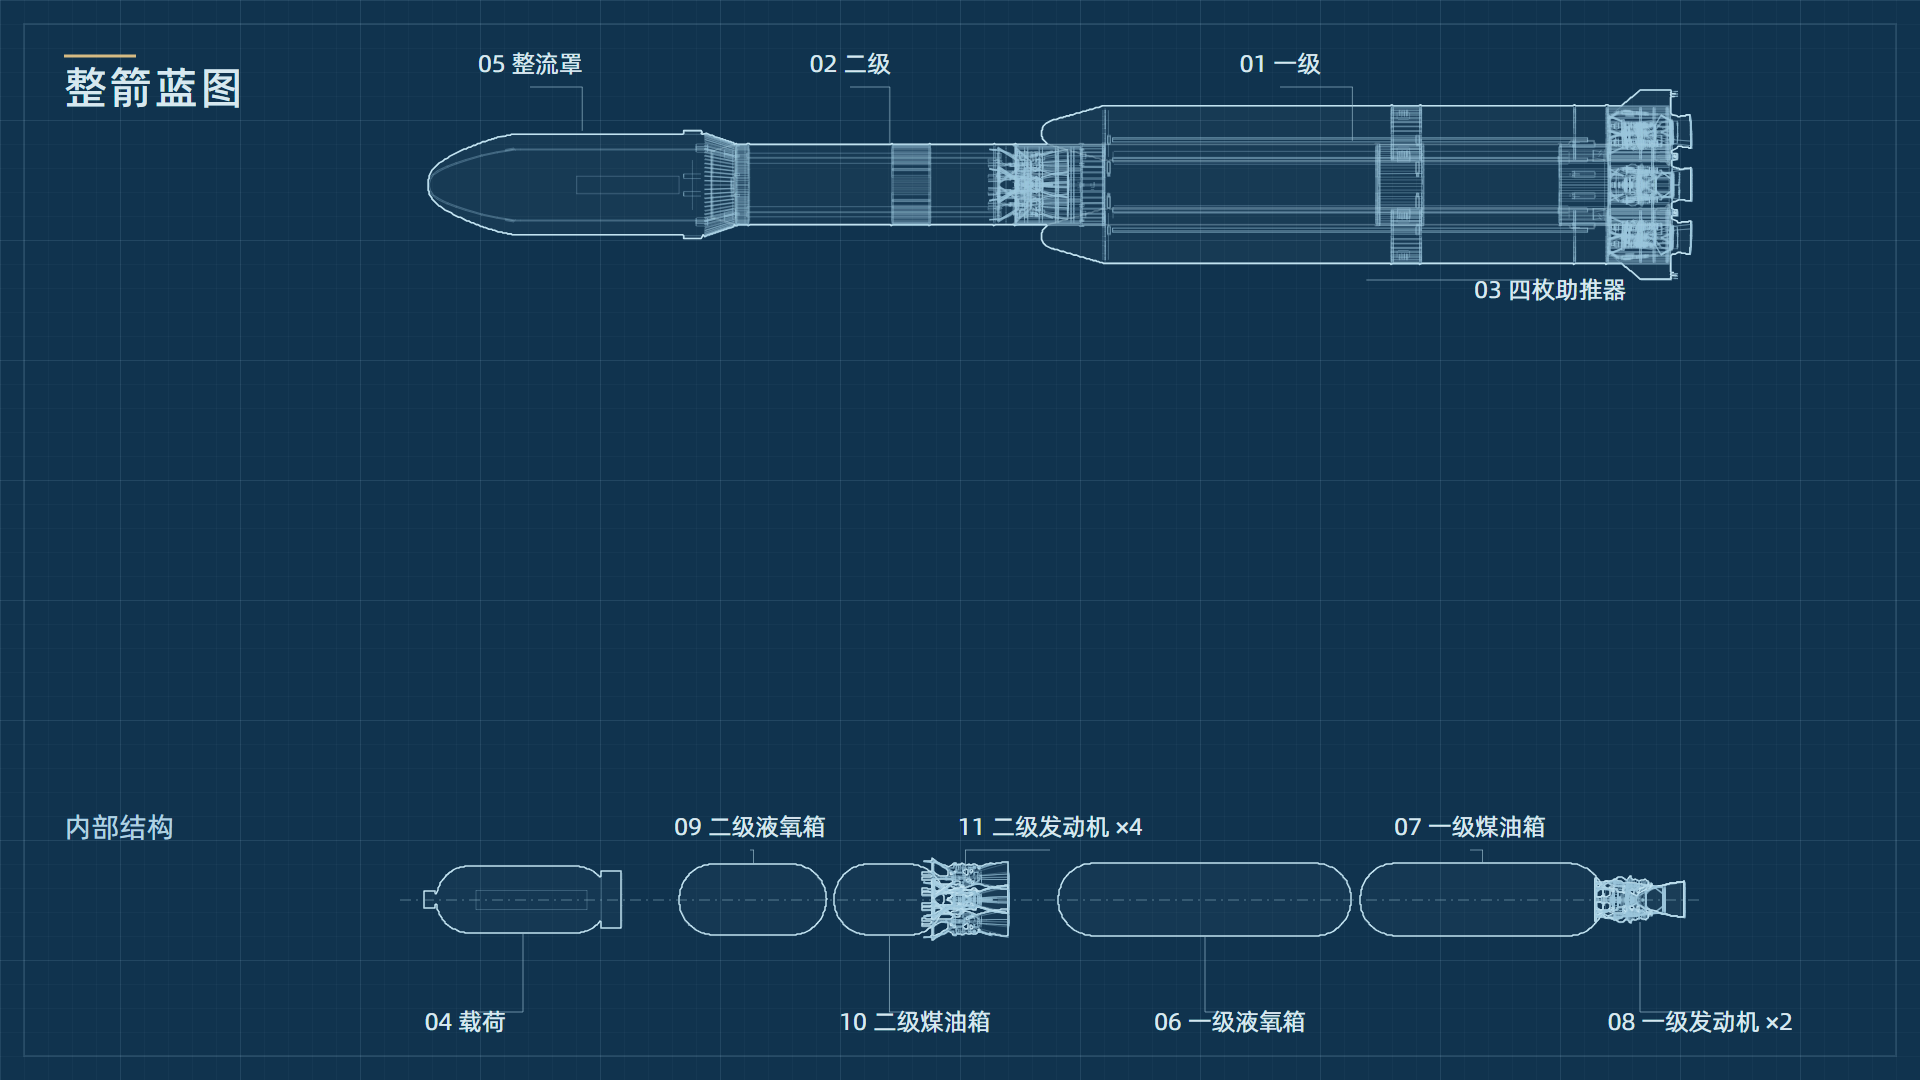 整箭蓝图
05 整流罩
02 二级
01 一级
03 四枚助推器
内部结构
09 二级液氧箱
11 二级发动机 ×4
07 一级煤油箱
04 载荷
10 二级煤油箱
06 一级液氧箱
08 一级发动机 ×2